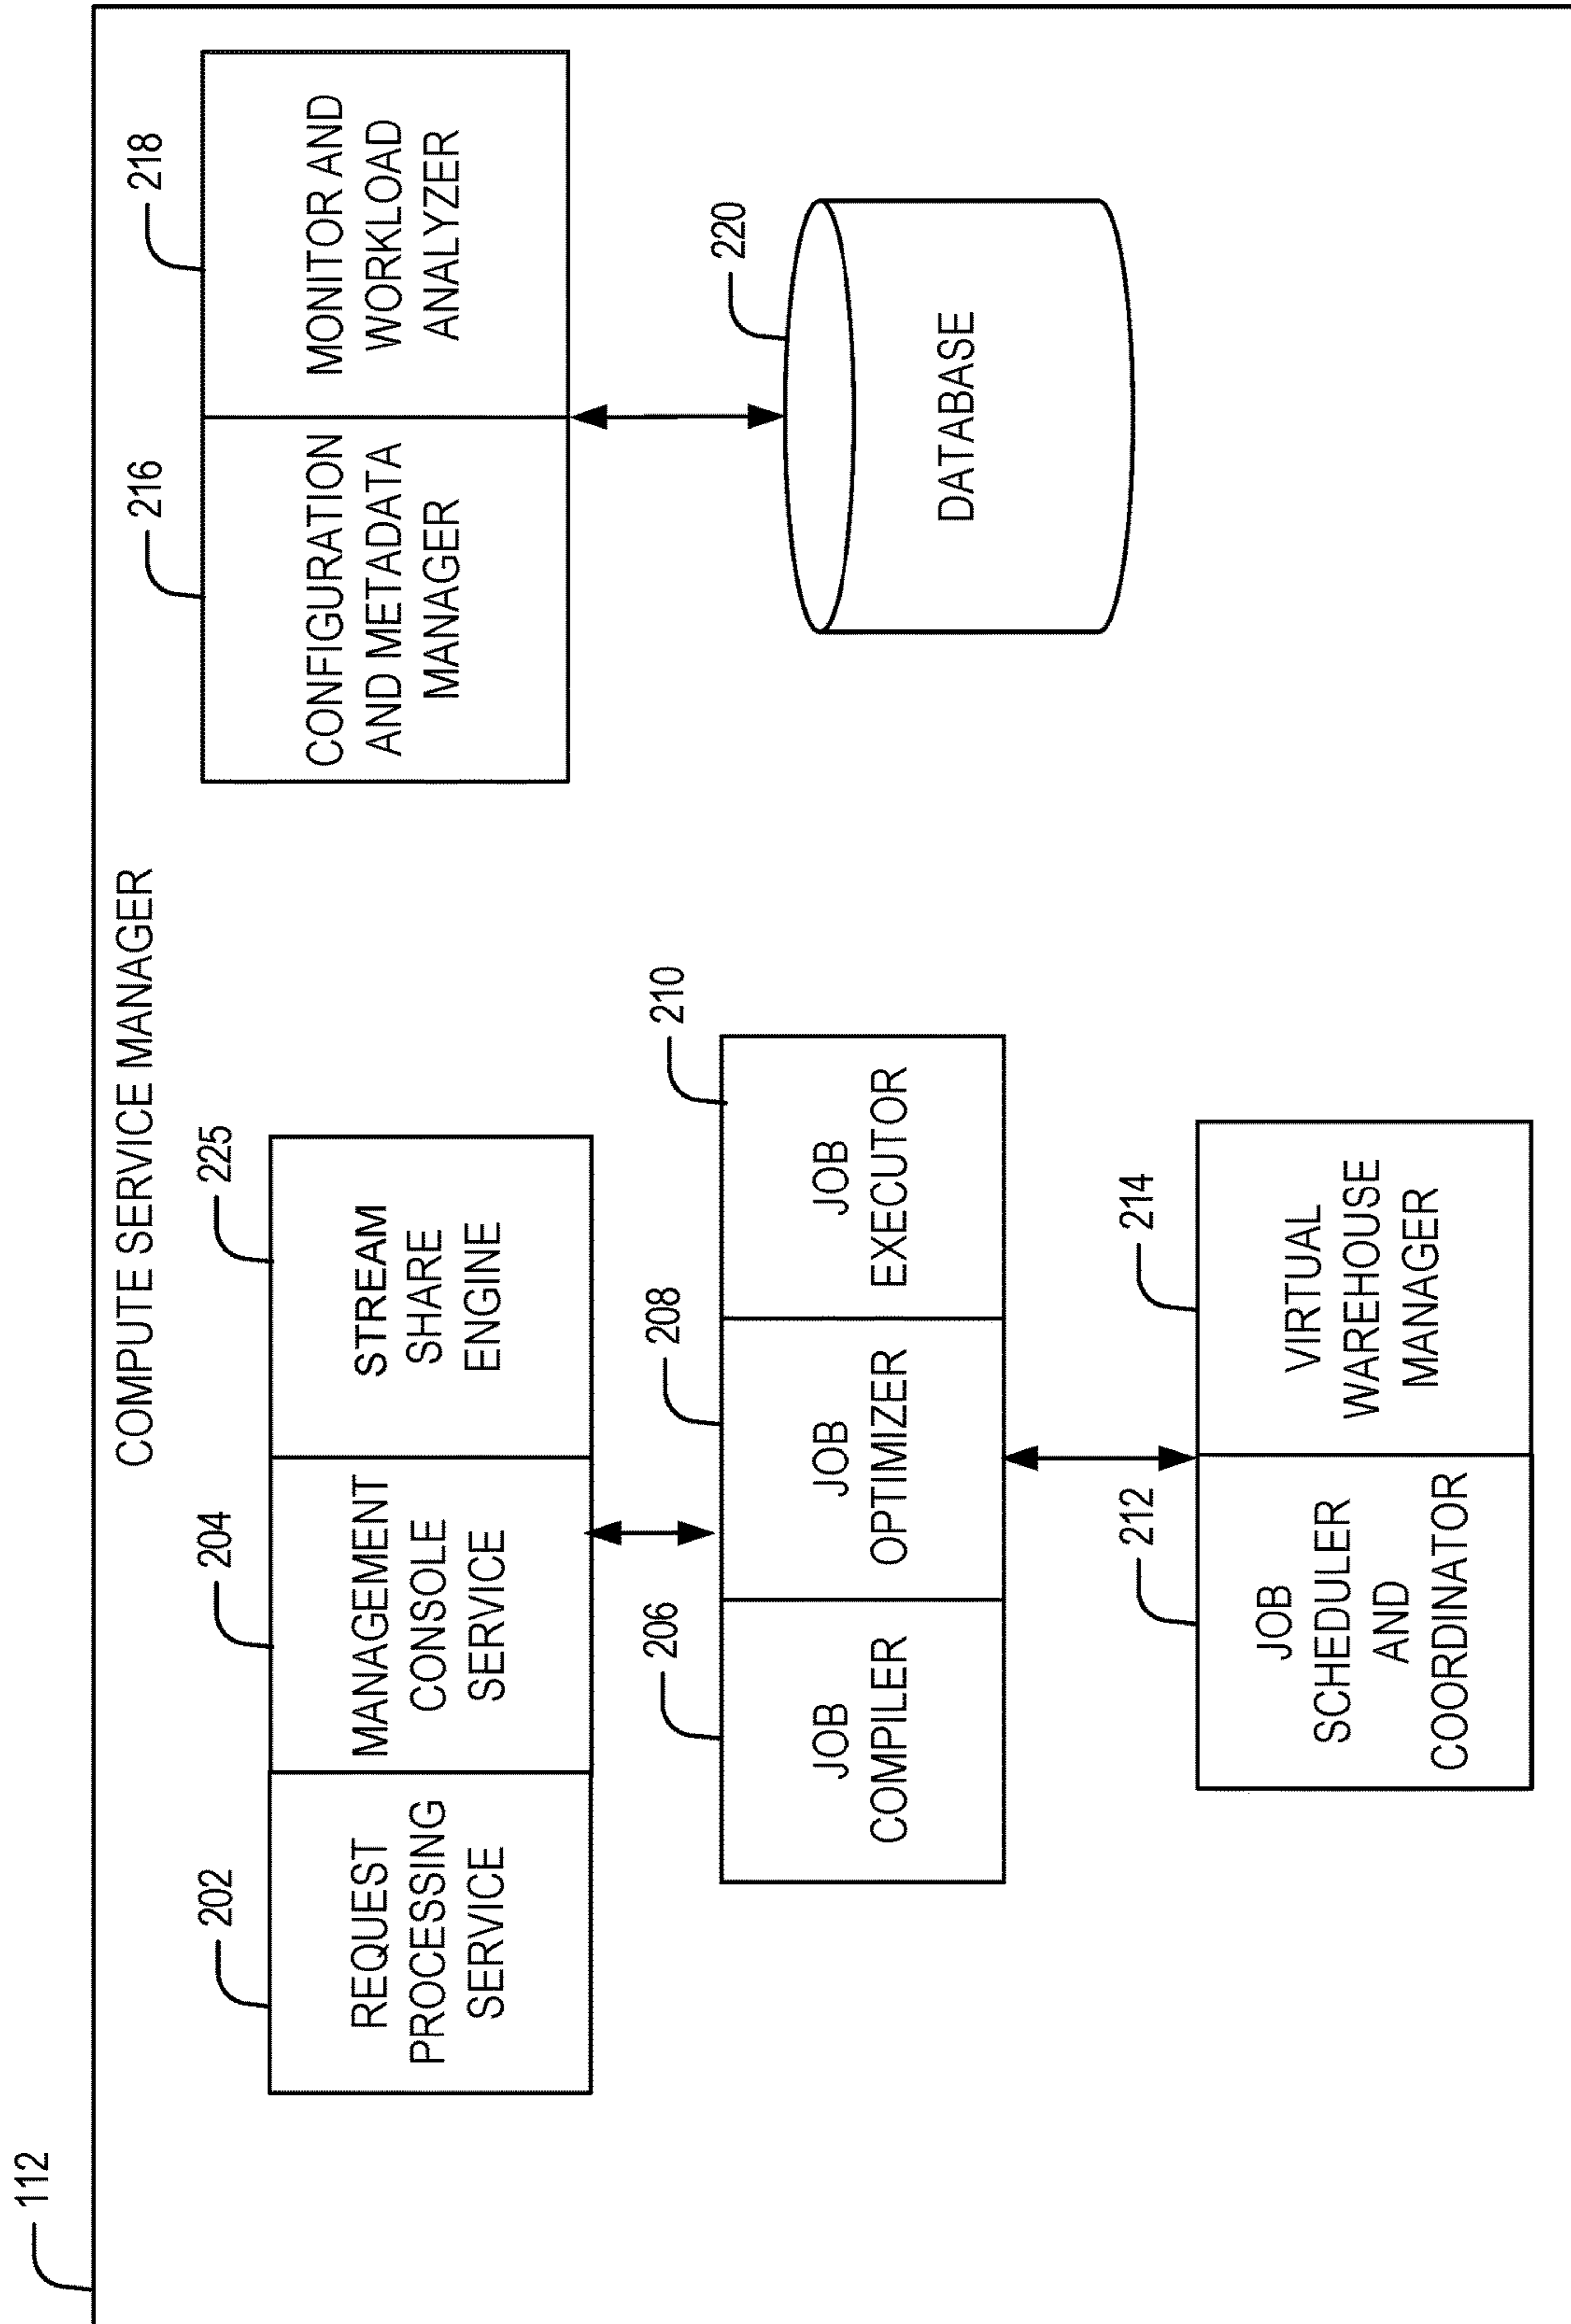 112
COMPUTE SERVICE MANAGER
202
REQUEST
PROCESSING
SERVICE
204
MANAGEMENT
CONSOLE
SERVICE
225
STREAM
SHARE
ENGINE
206
JOB
COMPILER
208
JOB
OPTIMIZER
210
JOB
EXECUTOR
212
JOB
SCHEDULER
AND
COORDINATOR
214
VIRTUAL
WAREHOUSE
MANAGER
216
CONFIGURATION
AND METADATA
MANAGER
218
MONITOR AND
WORKLOAD
ANALYZER
220
DATABASE